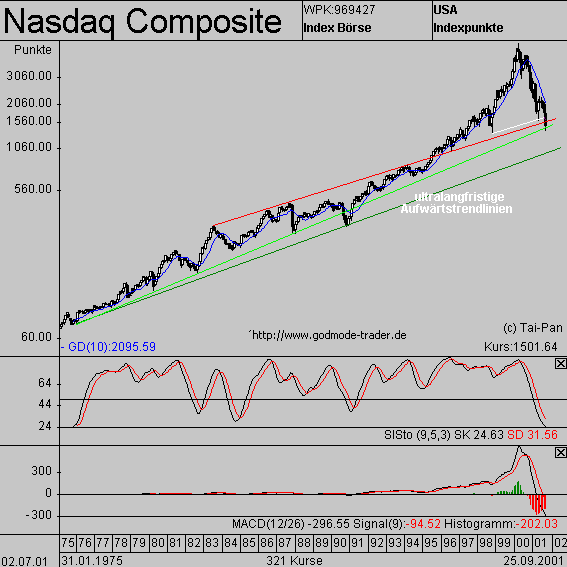 Nasdaq Composite
WPK:969427
Index Börse
USA
Indexpunkte
Punkte
3060.00
2060.00
1560.00
1060.00
560.00
60.00
ultralangfristige
Aufwärtstrendlinien
(c) Tai-Pan
- GD(10):2095.59
´http://www.godmode-trader.de
Kurs:1501.64
64
44
24
SlSto (9,5,3) SK 24.63 SD 31.56
300
0
-300
MACD(12/26) -296.55 Signal(9):-94.52 Histogramm:-202.03
75 76 77 78 79 80 81 82 83 84 85 86 87 88 89 90 91 92 93 94 95 96 97 98 99 00 01 02
02.07.01 31.01.1975 321 Kurse 25.09.2001